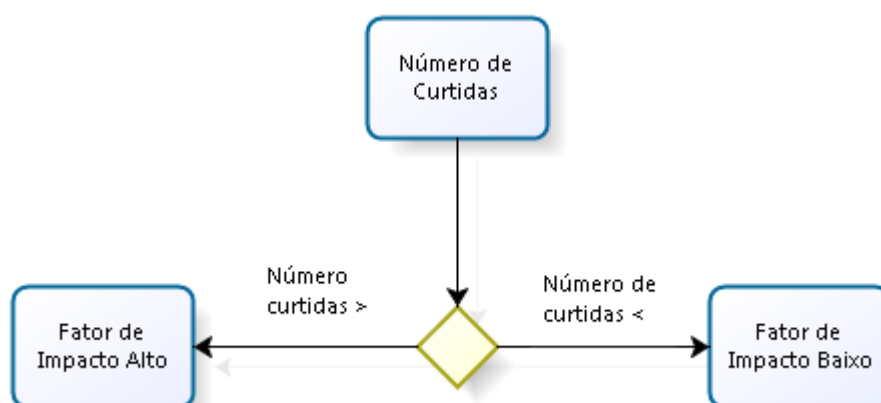 Número de
Curtidas
Número
curtidas >
Número de
curtidas <
Fator de
Impacto Alto
Fator de
Impacto Baixo